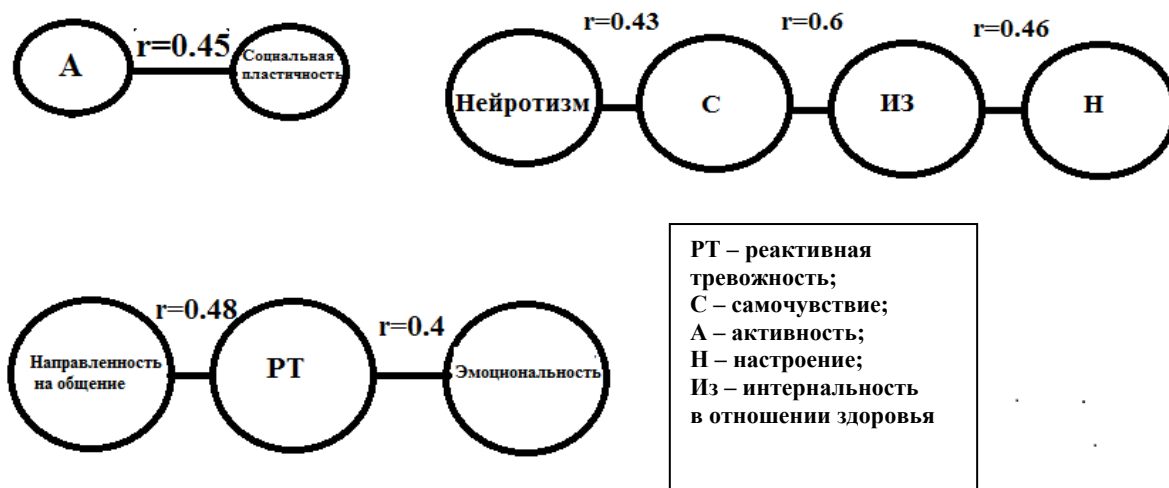 r=0.45
А
Социальная
пластичность
r=0.43
r=0.6
r=0.46
Нейротизм
С
ИЗ
Н
r=0.48
r=0.4
Направленность
на общение
РТ
Эмоциональность
РТ – реактивная
тревожность;
С – самочувствие;
А – активность;
Н – настроение;
Из – интернальность
в отношении здоровья